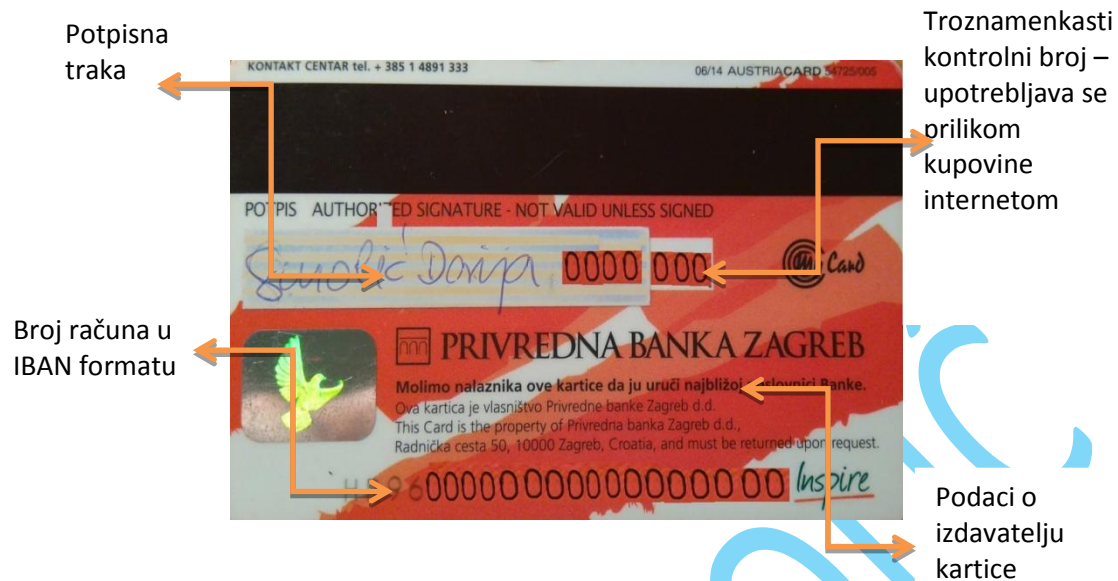 Potpisna
traka
Troznamenkasti
kontrolni broj –
upotrebljava se
prilikom
kupovine
internetom
KONTAKT CENTAR tel. + 385 1 4891 333
06/14 AUSTRIACARD 54725/005
POTPIS AUTHORIZED SIGNATURE - NOT VALID UNLESS SIGNED
0000 000
Card
Broj računa u
IBAN formatu
PRIVREDNA BANKA ZAGREB
Molimo nalaznika ove kartice da ju uruči najbližoj poslovnici Banke.
Ova kartica je vlasništvo Privredne banke Zagreb d.d.
This Card is the property of Privredna banka Zagreb d.d.,
Radnička cesta 50, 10000 Zagreb, Croatia, and must be returned upon request.
Inspire
Podaci o
izdavatelju
kartice